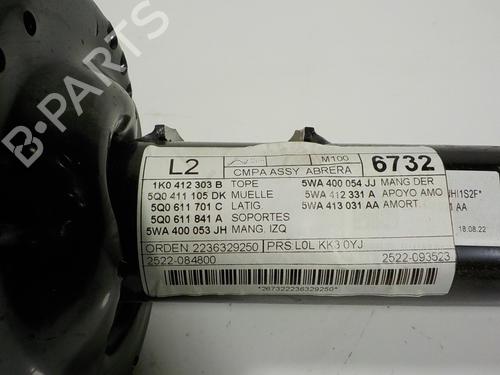 B-PARTS
L2 M100 6732
CMPA ASSY ABRERA
1K0 412 303 B TOPE 5WA 400 054 JJ MANG DER
5Q0 411 105 DK MUELLE 5WA 412 331 A APOYO AMO
5Q0 611 701 C LATIG. 5WA 413 031 AA AMORT
5Q0 611 841 A SOPORTES
5WA 400 053 JH MANG. IZQ
ORDEN 2236329250 PRS L0L KK3 0YJ
2522-084800 2522-093523
*267322236329250*
HI1S2F*
AA
18.08.22